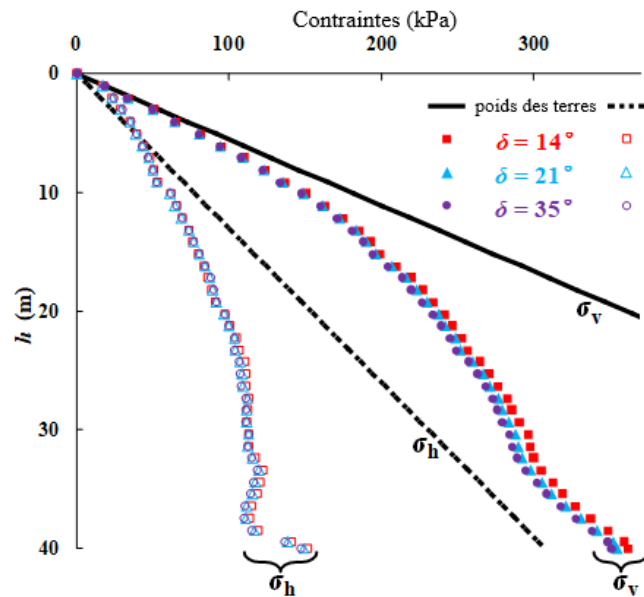 Contraintes (kPa)
0 100 200 300
0
10
20
30
40
h (m)
poids des terres
δ = 14°
δ = 21°
δ = 35°
σv
σh
σh
σv